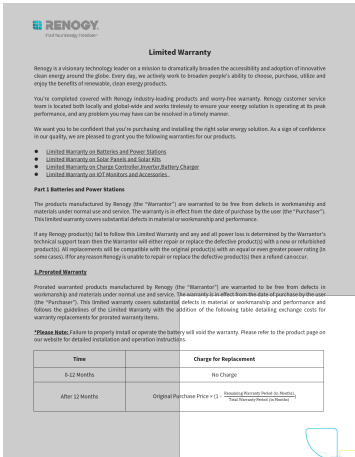 RENOGY.
Limited Warranty
Renogy is a visionary technology leader on a mission to dramatically broaden the accessibility and adoption of innovative
clean energy around the globe. Every day, we actively work to broaden people's ability to choose, purchase, utilize and
enjoy the benefits of renewable, clean energy products.
You're completely covered with Renogy industry-leading products and worry-free warranty. Renogy customer service
team is located both locally and global-wide and works tirelessly to ensure your solar energy solution is operating at its peak
performance, and any problem you may have can be resolved in a timely manner.
We want you to be confident that you're purchasing and installing the right solar energy solution. As a sign of confidence
in our quality, we are pleased to grant you the following warranties for our products.
● Limited Warranty on Batteries and Power Stations
● Limited Warranty on Solar Panels and Solar Kits
● Limited Warranty on Charge Controller,Inverter,Battery Charger
● Limited Warranty on IOT Monitors and Accessories
Part 1 Batteries and Power Stations
The products manufactured by Renogy (the "Warrantor") are warranted to be free from defects in workmanship and
materials under normal use and service. The warranty is in effect from the date of purchase by the user (the "Purchaser").
This limited warranty covers substantial defects in material or workmanship and performance.
If any Renogy product(s) fail to follow this Limited Warranty and any and all power loss is determined by the Warrantor's
technical support team then the Warrantor will either repair or replace the defective product(s) with a new or refurbished
product(s). All replacements will be compatible with the original product(s) with an equal or even greater power rating (in
some cases). If for any reason Renogy is unable to repair or replace the defective product(s) then a refund can occur.
1.Prorated Warranty
Prorated warranted products manufactured by Renogy (the "Warrantor") are warranted to be free from defects in
workmanship and materials under normal use and service. The warranty is in effect from the date of purchase by the user
(the "Purchaser"). This limited warranty covers substantial defects in material or workmanship and performance and
follows the guidelines of the Limited Warranty with the addition of the following table detailing exchange costs for
warranty replacements for prorated warranty items.
*Please Note: Failure to properly install or operate the battery will void the warranty. Please refer to the product page on
our website for detailed installation and operation instructions.
Time Charge for Replacement
0-12 Months No Charge
After 12 Months Original Purchase Price × (1 - Remaining Warranty Period (in Months) / Total Warranty Period (in Months))